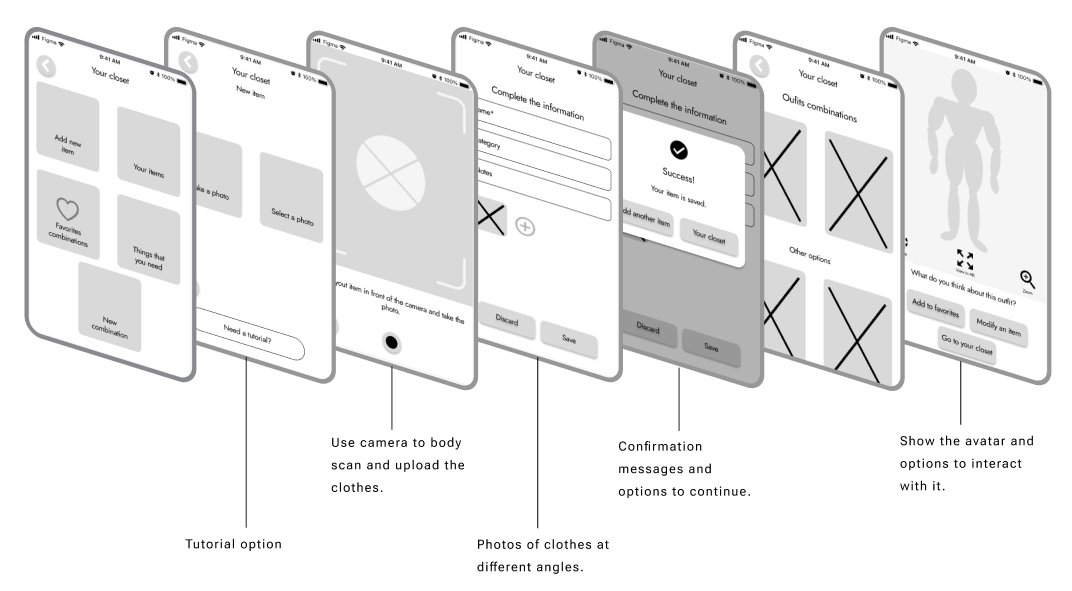 Figma
9:41 AM
100%
Your closet
Add new
item
Your items
Favorites
combinations
Things that
you need
New
combination
Figma
9:41 AM
100%
Your closet
New item
a photo
Select a photo
Need a tutorial?
Figma
9:41 AM
100%
item in front of the camera and take the
photo.
Figma
9:41 AM
100%
Your closet
Complete the information
Discard
Save
Figma
9:41 AM
100%
Your closet
Complete the information
Success!
Your item is saved.
another item
Your closet
Discard
Save
Figma
9:41 AM
100%
Your closet
Oufits combinations
Other options
Figma
9:41 AM
100%
View in AR
Zoom
What do you think about this outfit?
Add to favorites
Modify an item
Go to your closet
Tutorial option
Use camera to body
scan and upload the
clothes.
Photos of clothes at
different angles.
Confirmation
messages and
options to continue.
Show the avatar and
options to interact
with it.